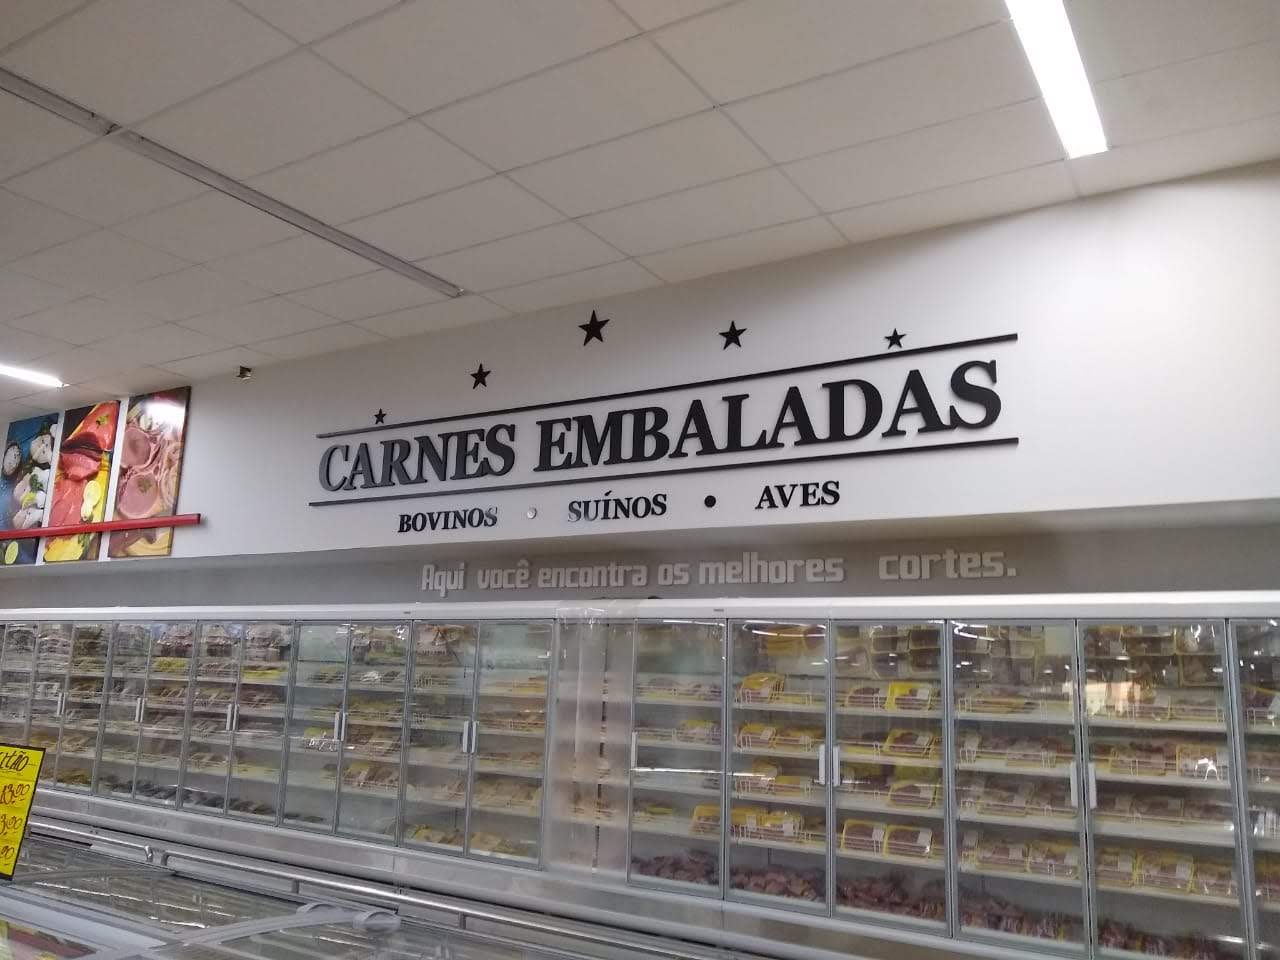 CARNES EMBALADAS
BOVINOS • SUÍNOS • AVES
Aqui você encontra os melhores cortes.